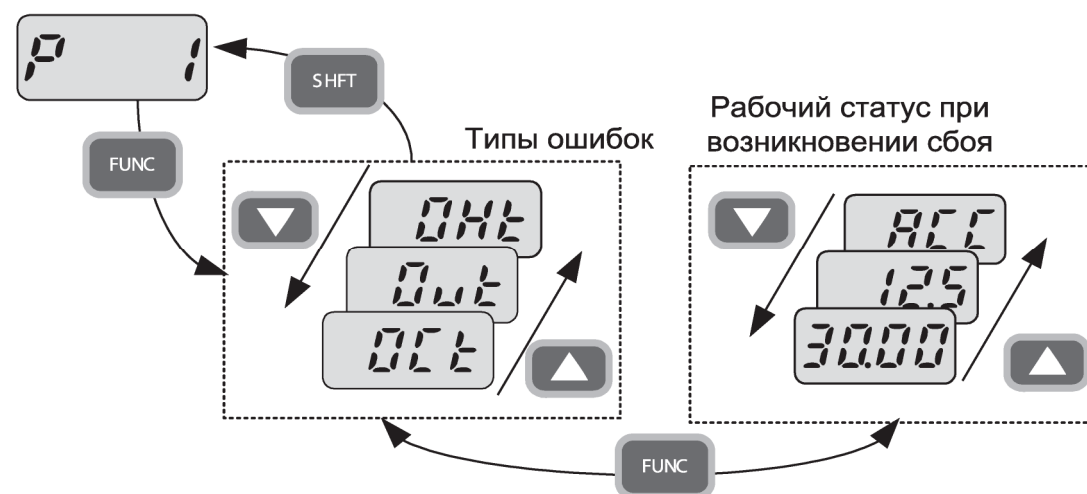 P 1
SHFT
FUNC
Типы ошибок
OHt
Out
OCt
Рабочий статус при
возникновении сбоя
ACC
12.5
30.00
FUNC